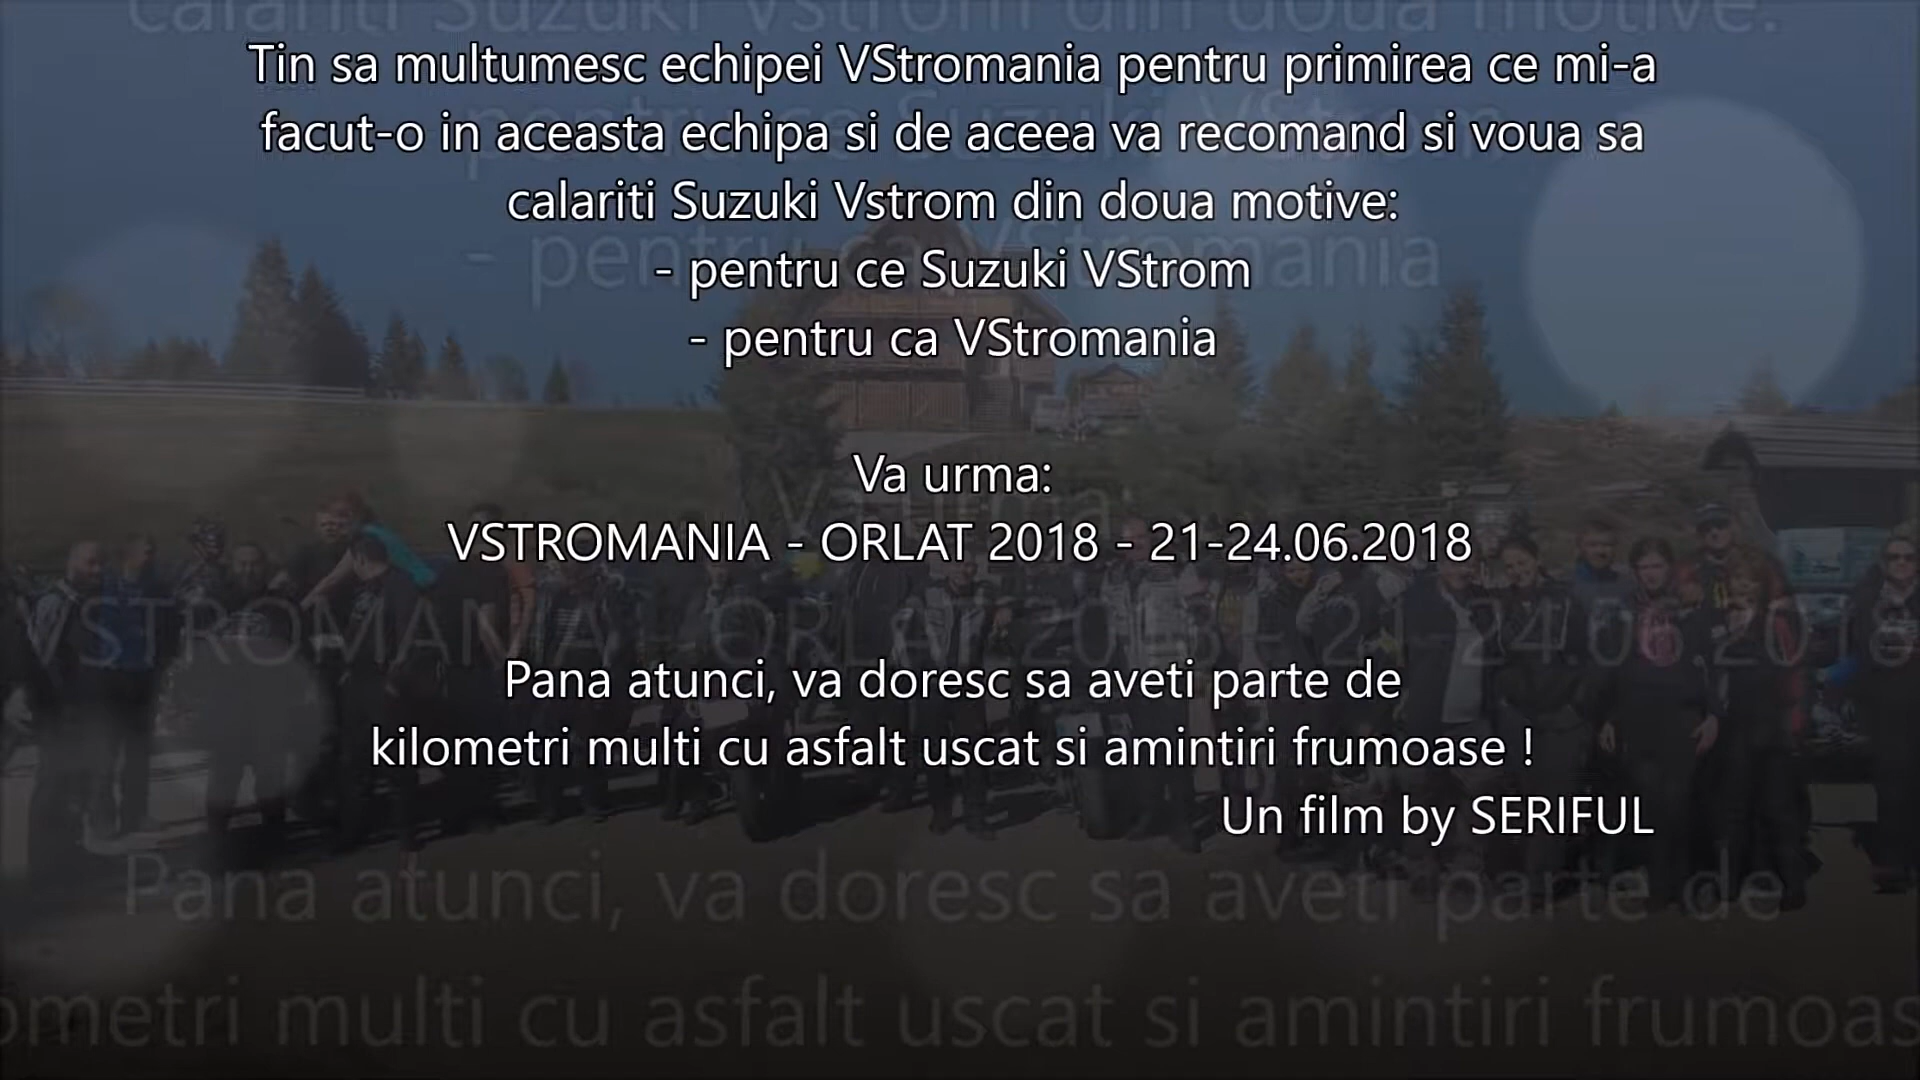 Tin sa multumesc echipei VStromania pentru primirea ce mi-a
facut-o in aceasta echipa si de aceea va recomand si voua sa
calariti Suzuki Vstrom din doua motive:
- pentru ce Suzuki VStrom
- pentru ca VStromania
Va urma:
VSTROMANIA - ORLAT 2018 - 21-24.06.2018
Pana atunci, va doresc sa aveti parte de
kilometri multi cu asfalt uscat si amintiri frumoase !
Un film by SERIFUL